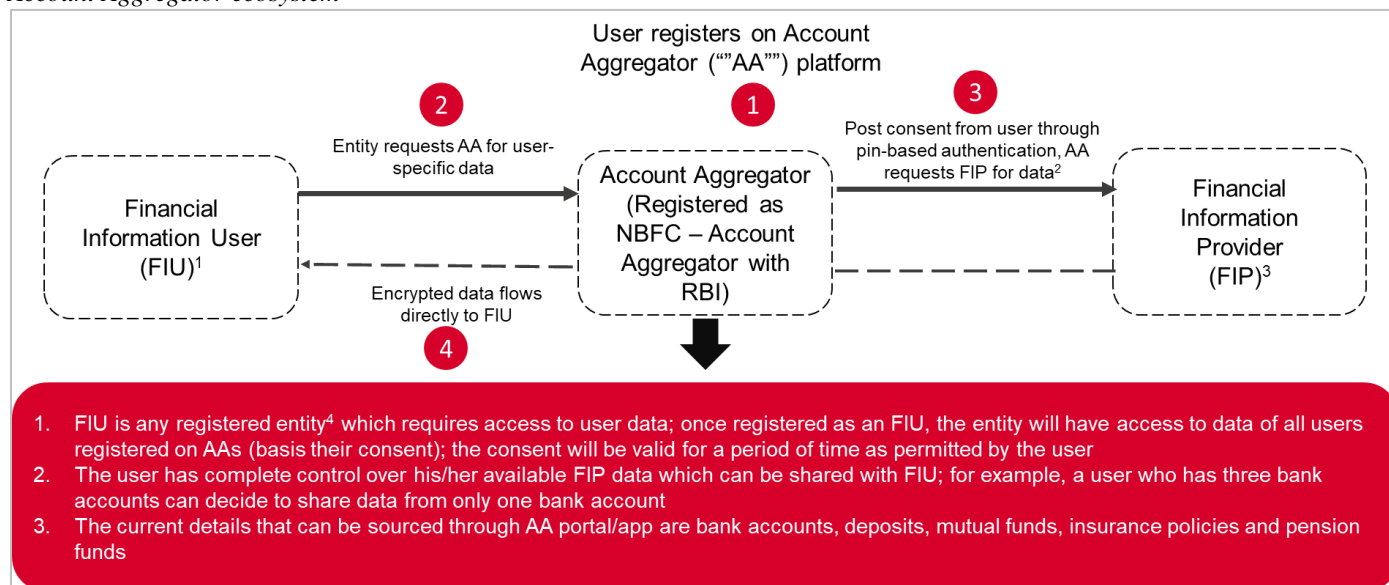 Account Aggregator ecosystem
User registers on Account
Aggregator (“”AA””) platform
2
1
3
Entity requests AA for user-
specific data
Post consent from user through
pin-based authentication, AA
requests FIP for data2
Financial
Information User
(FIU)1
Account Aggregator
(Registered as
NBFC – Account
Aggregator with
RBI)
Financial
Information
Provider
(FIP)3
Encrypted data flows
directly to FIU
4
1. FIU is any registered entity4 which requires access to user data; once registered as an FIU, the entity will have access to data of all users
registered on AAs (basis their consent); the consent will be valid for a period of time as permitted by the user
2. The user has complete control over his/her available FIP data which can be shared with FIU; for example, a user who has three bank
accounts can decide to share data from only one bank account
3. The current details that can be sourced through AA portal/app are bank accounts, deposits, mutual funds, insurance policies and pension
funds